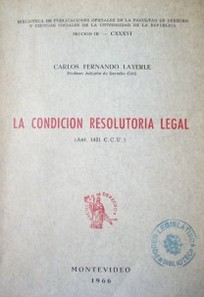 BIBLIOTECA DE PUBLICACIONES OFICIALES DE LA FACULTAD DE DERECHO
Y CIENCIAS SOCIALES DE LA UNIVERSIDAD DE LA REPUBLICA
SECCION III — CXXXVI
CARLOS FERNANDO LAYERLE
Profesor Adjunto de Derecho Civil
LA CONDICION RESOLUTORIA LEGAL
(Art. 1431 C.C.U.)
MONTEVIDEO
1966